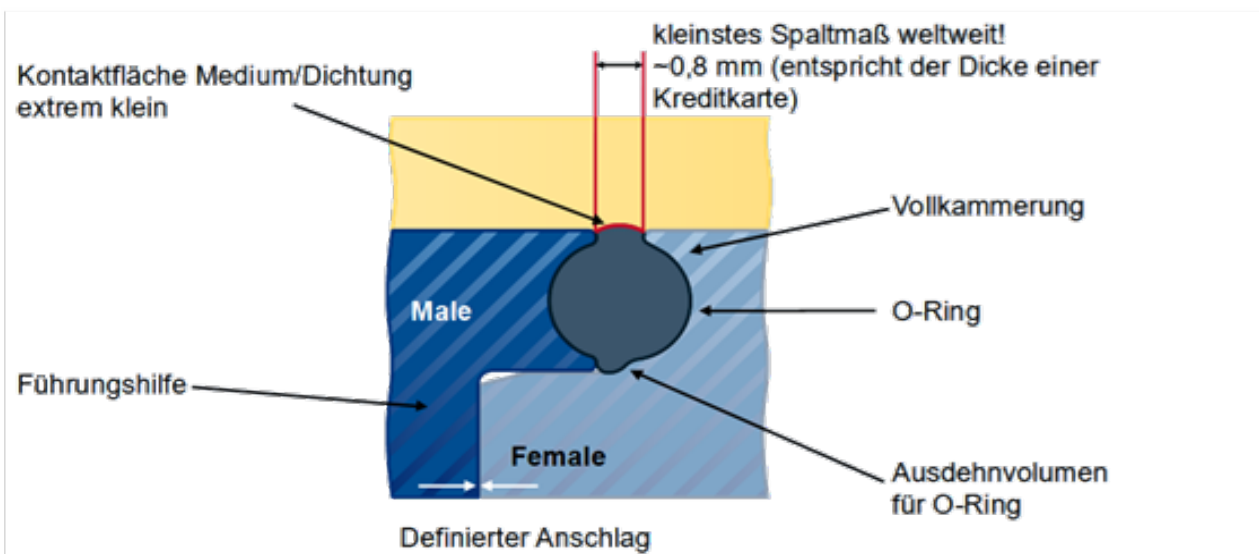 kleinstes Spaltmaß weltweit!
~0,8 mm (entspricht der Dicke einer
Kreditkarte)
Kontaktfläche Medium/Dichtung
extrem klein
Vollkammerung
Male
O-Ring
Führungshilfe
Female
Ausdehnvolumen
für O-Ring
Definierter Anschlag